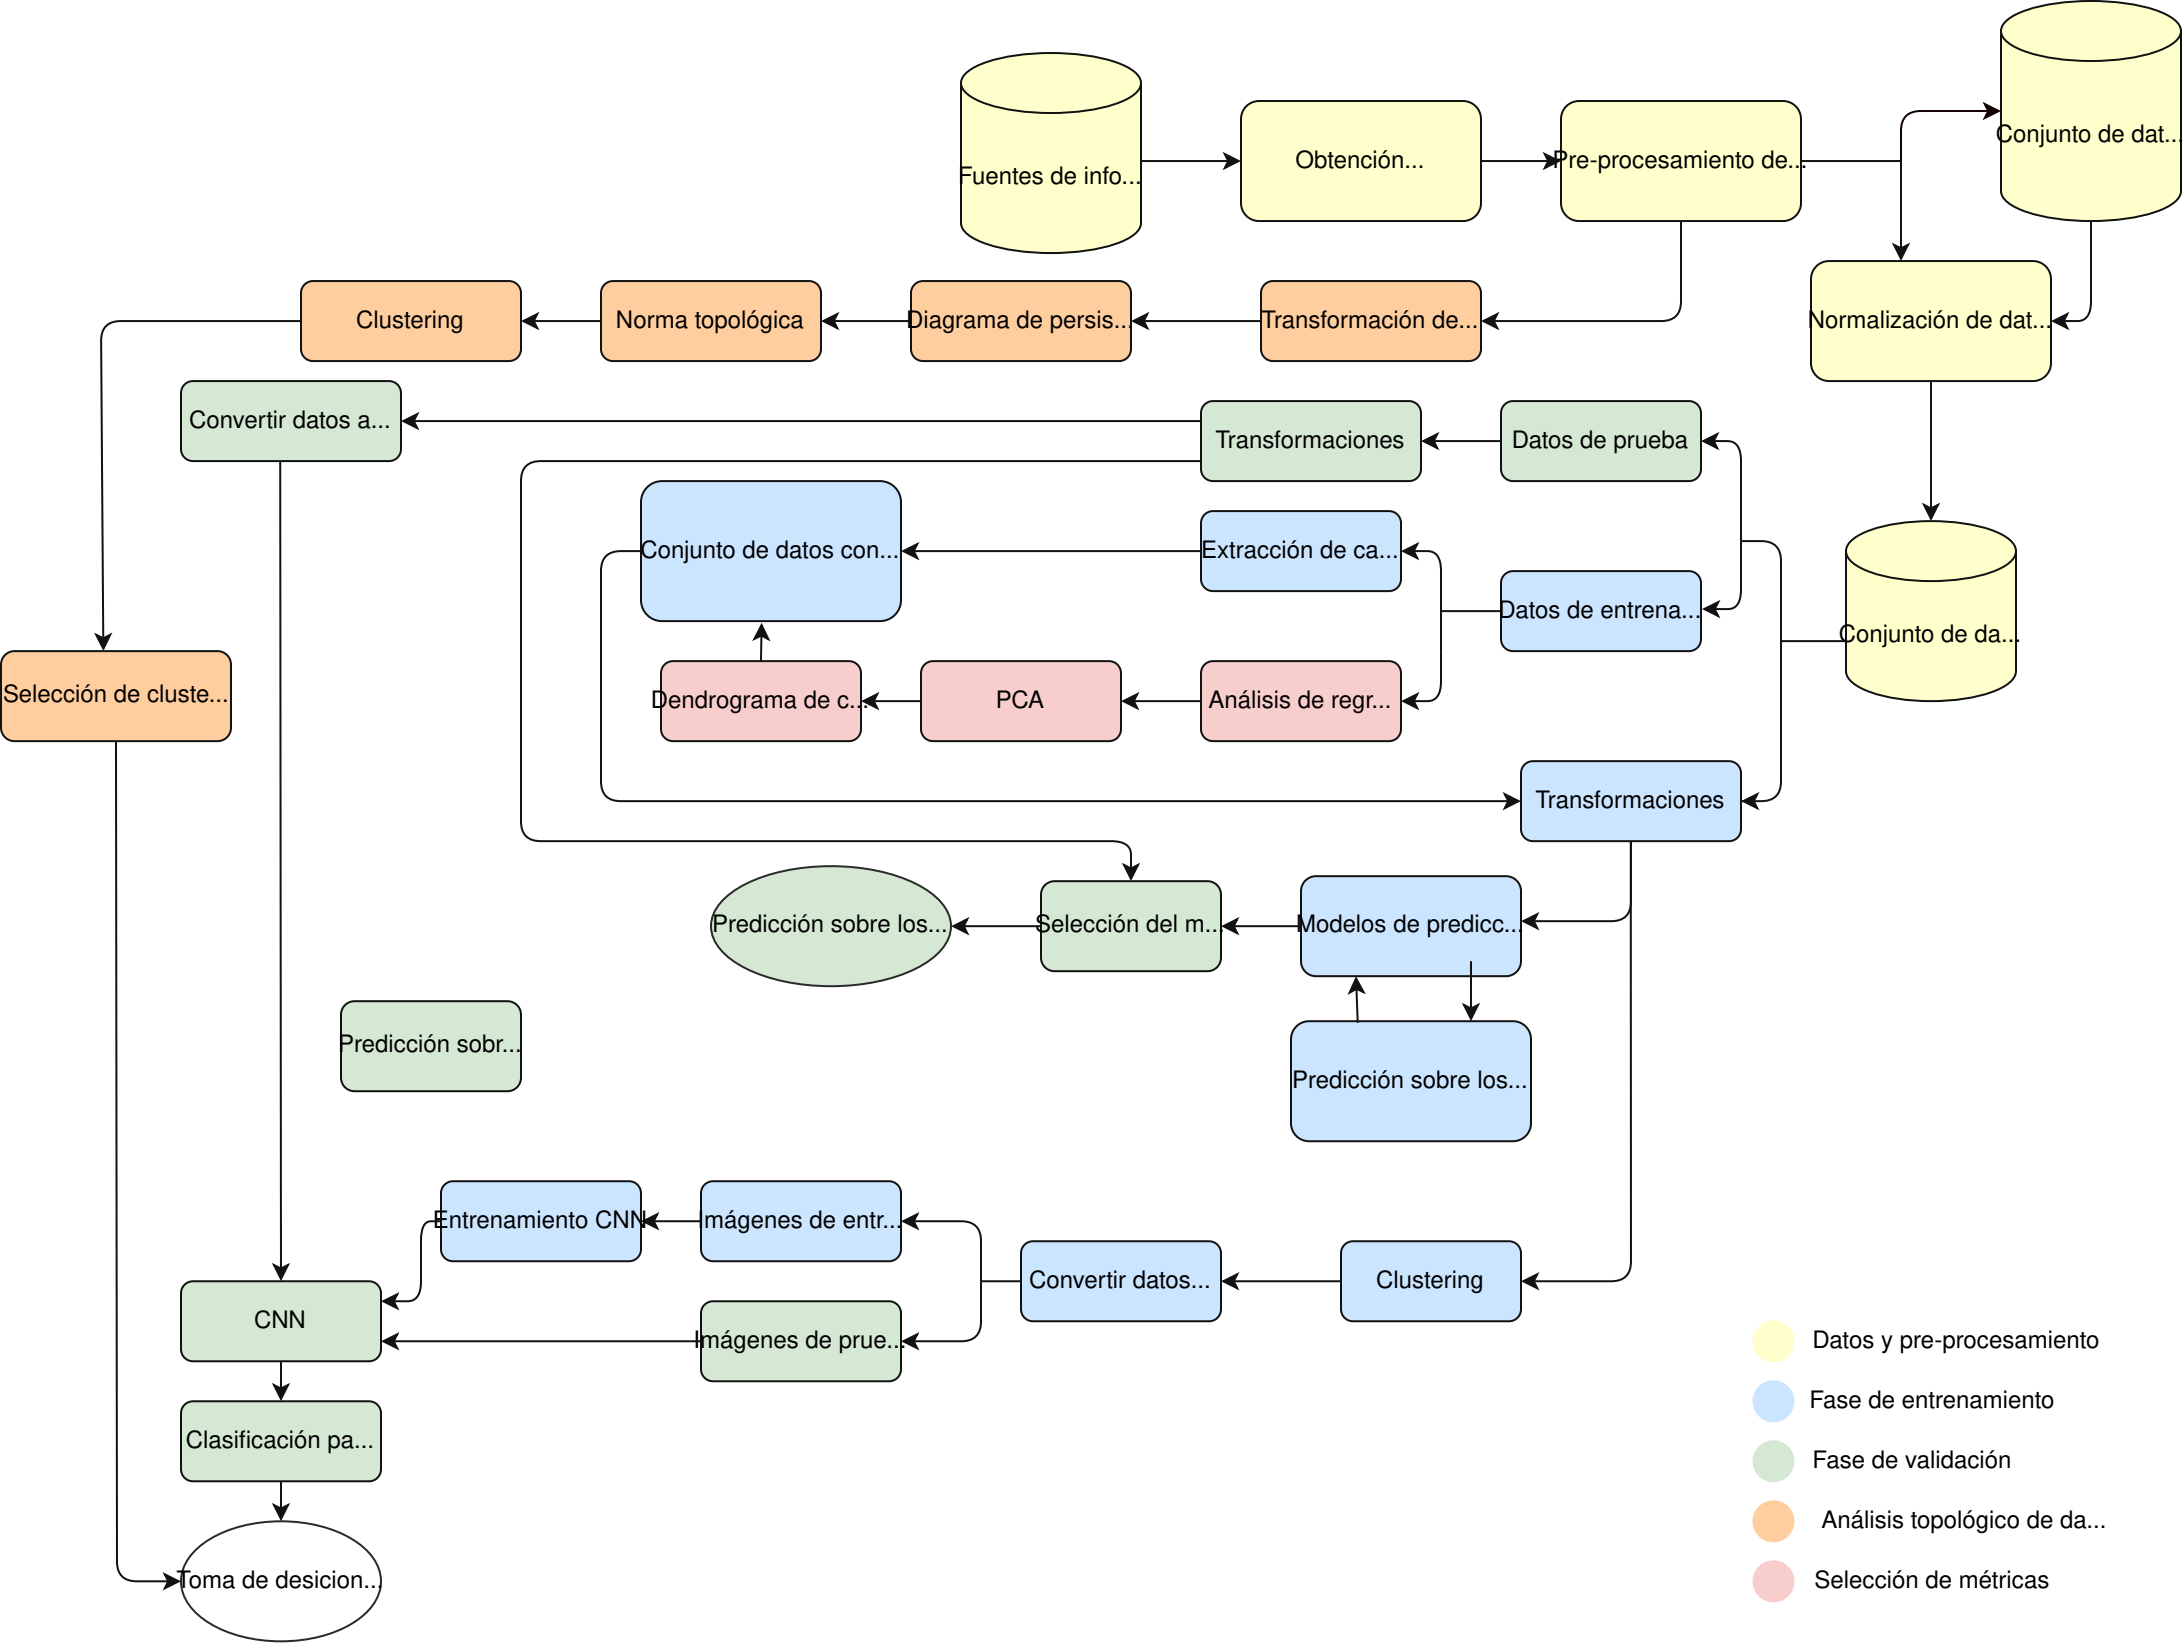 Conjunto de dat...
Fuentes de info...
Obtención...
Pre-procesamiento de...
Clustering
Norma topológica
Diagrama de persis...
Transformación de...
Normalización de dat...
Convertir datos a...
Transformaciones
Datos de prueba
Conjunto de datos con...
Extracción de ca...
Datos de entrena...
Conjunto de da...
Selección de cluste...
Dendrograma de c...
PCA
Análisis de regr...
Transformaciones
Predicción sobre los...
Selección del m...
Modelos de predicc...
Predicción sobr...
Predicción sobre los...
Entrenamiento CNN
Imágenes de entr...
Convertir datos...
Clustering
CNN
Imágenes de prue...
Clasificación pa...
Toma de desicion...
Datos y pre-procesamiento
Fase de entrenamiento
Fase de validación
Análisis topológico de da...
Selección de métricas